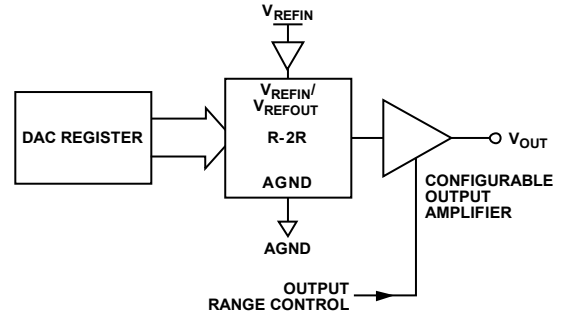 VREFIN
VREFIN/
VREFOUT
DAC REGISTER
R-2R
AGND
VOUT
CONFIGURABLE
OUTPUT
AMPLIFIER
AGND
OUTPUT
RANGE CONTROL